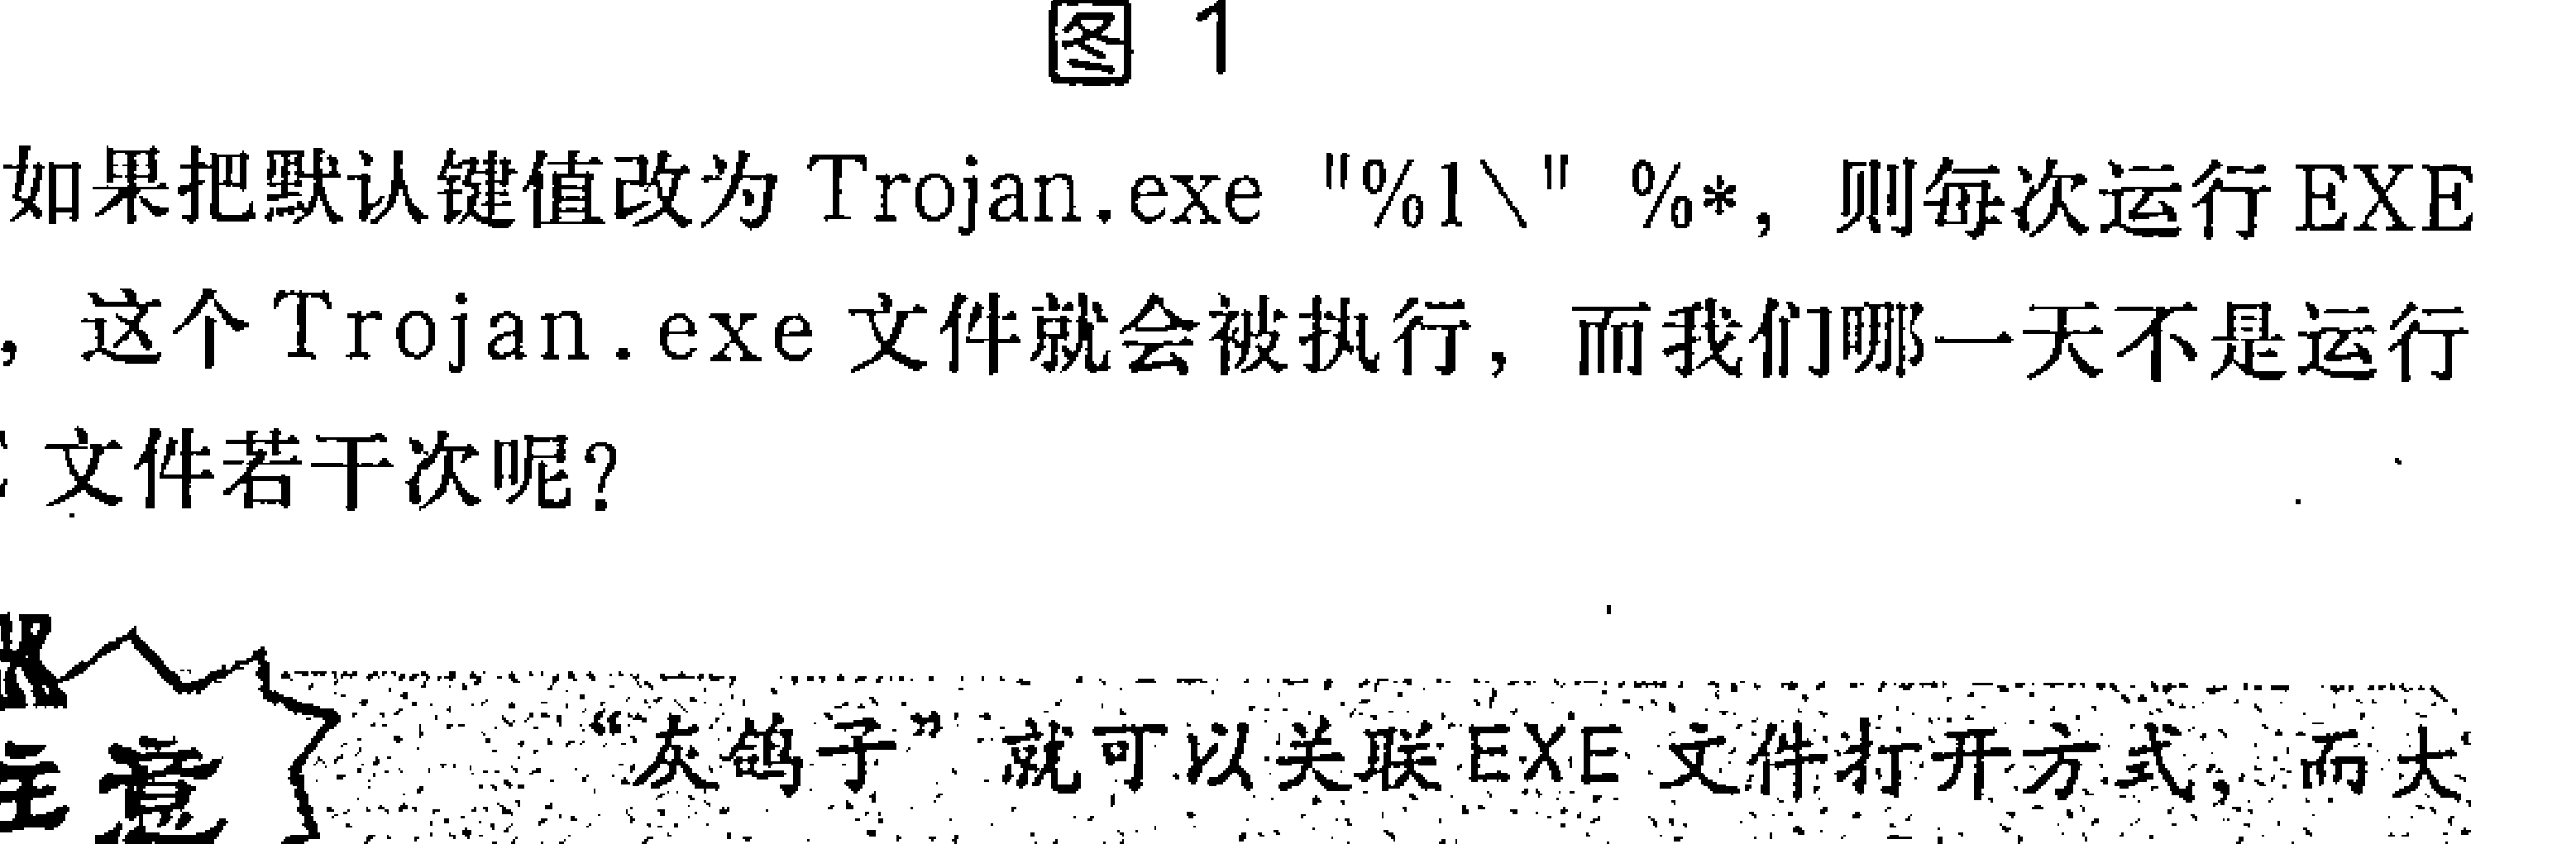 图 1
如果把默认键值改为 Trojan.exe "%1\" %*，则每次运行 EXE
，这个 Trojan.exe 文件就会被执行，而我们哪一天不是运行
文件若干次呢?
注意
“灰鸽子”就可以关联 EXE 文件打开方式，而大